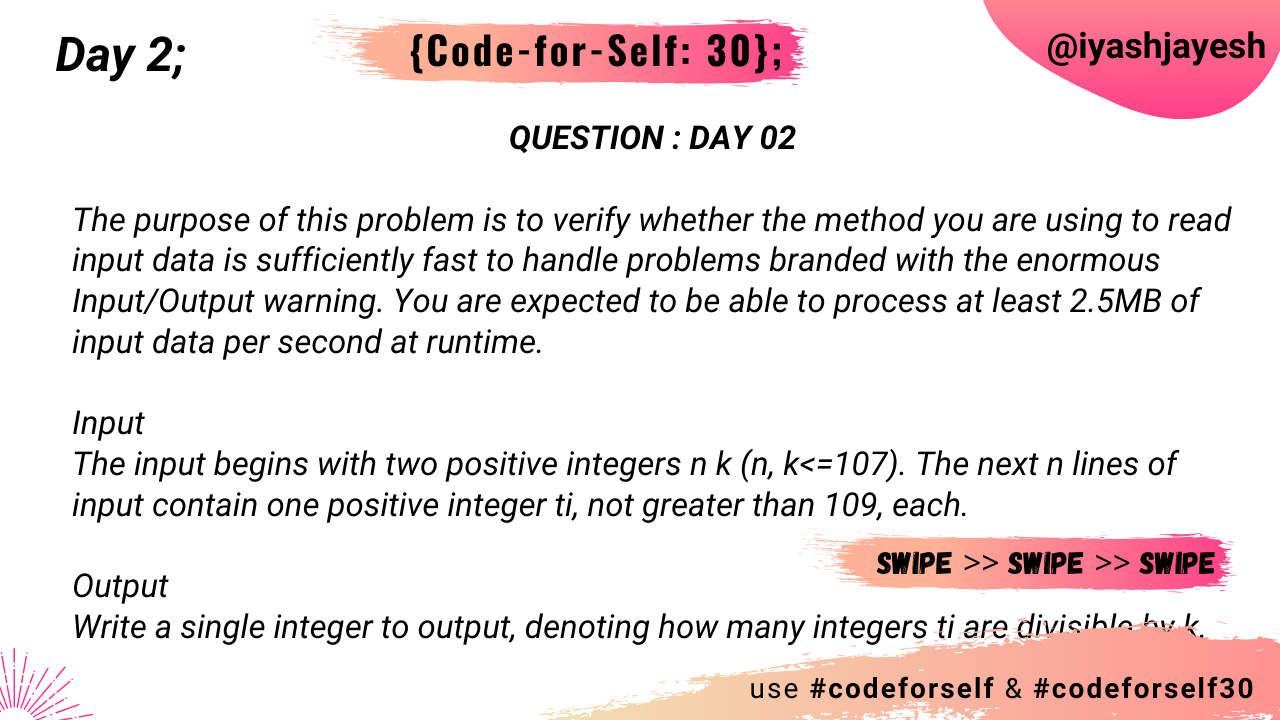 Day 2;
{Code-for-Self: 30};
@iyashjayesh
QUESTION : DAY 02
The purpose of this problem is to verify whether the method you are using to read
input data is sufficiently fast to handle problems branded with the enormous
Input/Output warning. You are expected to be able to process at least 2.5MB of
input data per second at runtime.
Input
The input begins with two positive integers n k (n, k<=107). The next n lines of
input contain one positive integer ti, not greater than 109, each.
SWIPE >> SWIPE >> SWIPE
Output
Write a single integer to output, denoting how many integers ti are divisible by k.
use #codeforself & #codeforself30